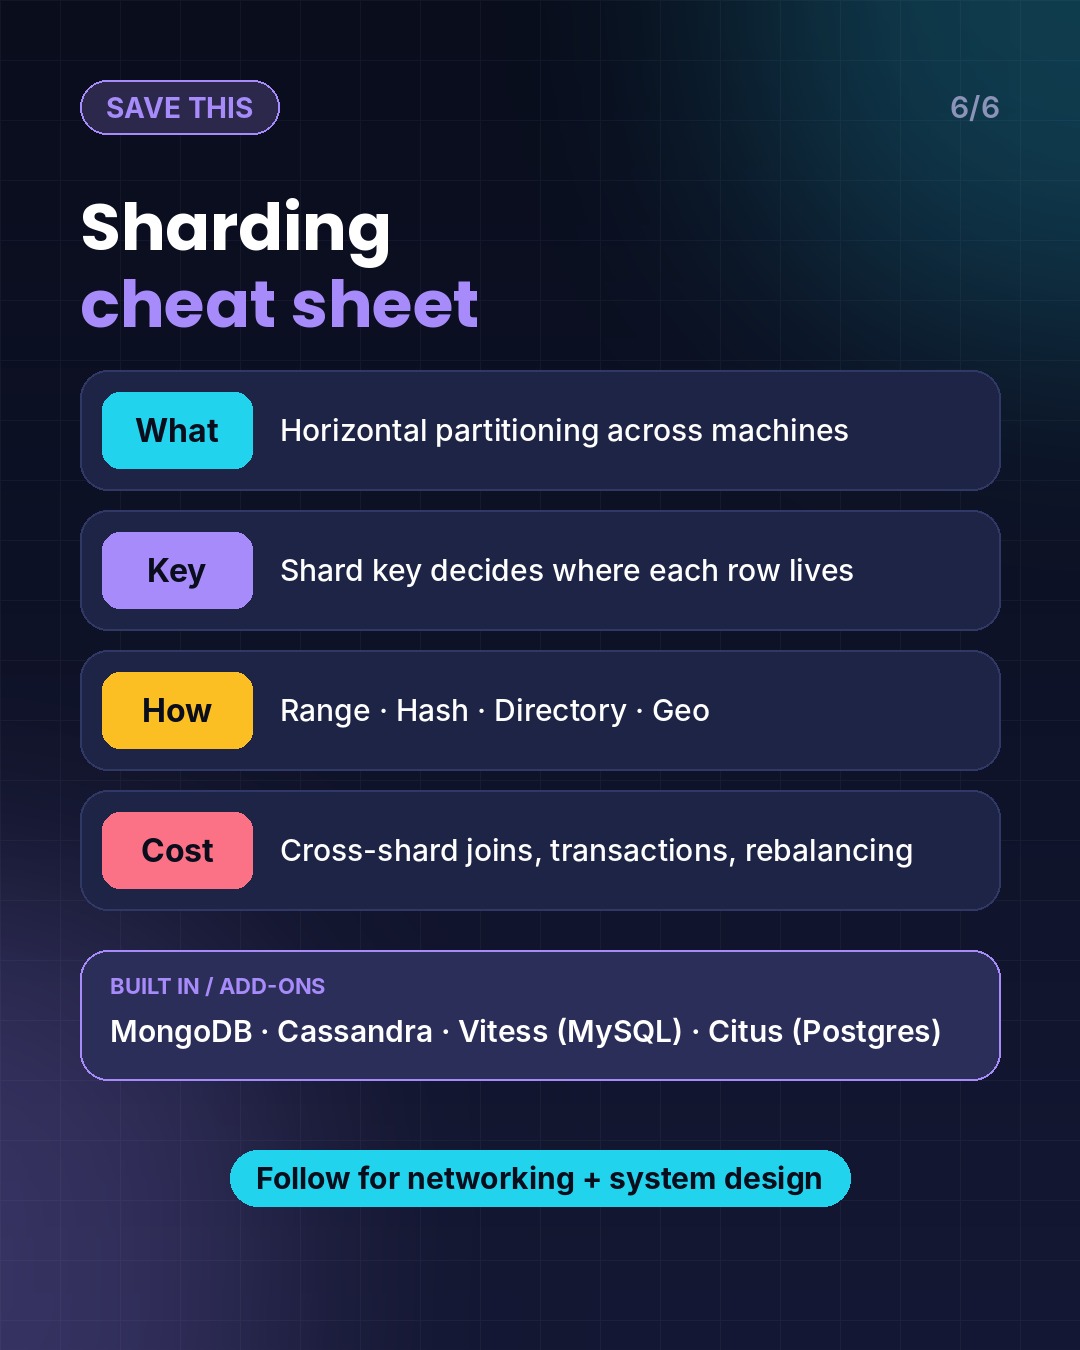 SAVE THIS
6/6
Sharding
cheat sheet
What
Horizontal partitioning across machines
Key
Shard key decides where each row lives
How
Range · Hash · Directory · Geo
Cost
Cross-shard joins, transactions, rebalancing
BUILT IN / ADD-ONS
MongoDB · Cassandra · Vitess (MySQL) · Citus (Postgres)
Follow for networking + system design